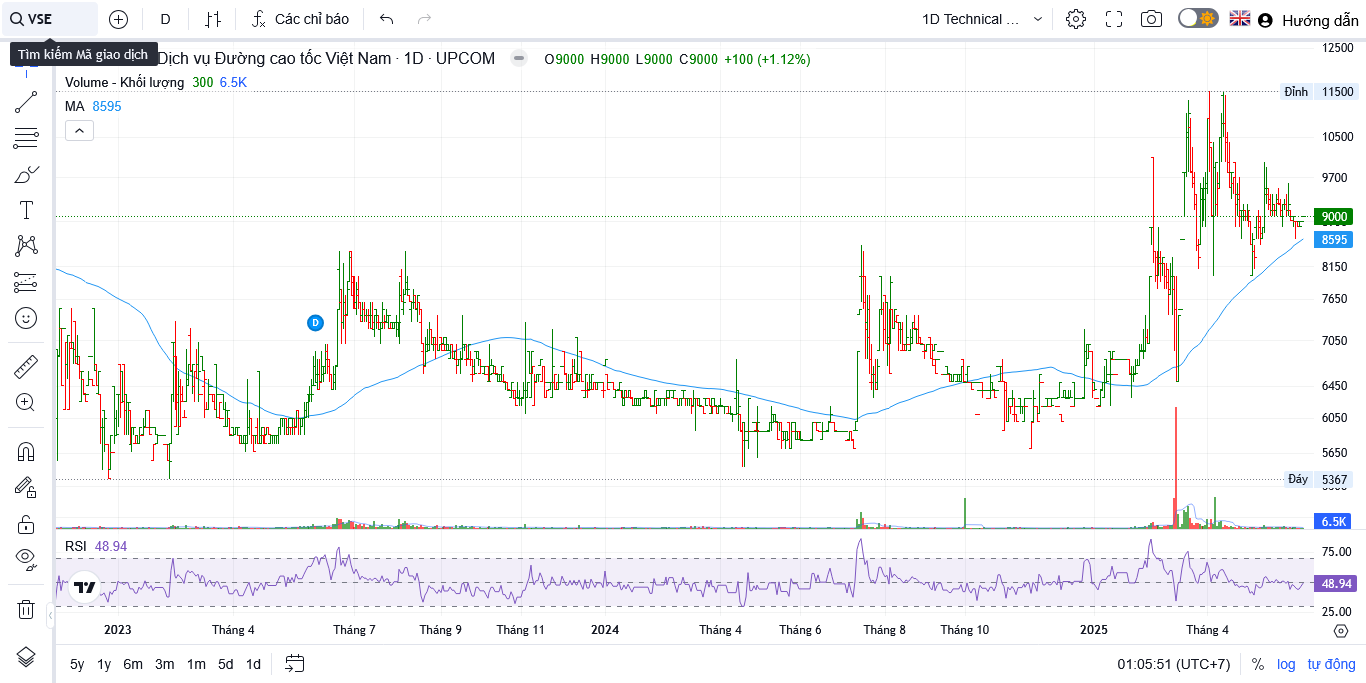 VSE
D
Các chỉ báo
1D Technical ...
Hướng dẫn
Tìm kiếm Mã giao dịch
Dịch vụ Đường cao tốc Việt Nam · 1D · UPCOM
O9000 H9000 L9000 C9000 +100 (+1.12%)
Volume - Khối lượng 300 6.5K
MA 8595
12500
Đỉnh 11500
10500
9700
9000
8595
8150
7650
7050
D
6450
6050
5650
Đáy 5367
6.5K
RSI 48.94
75.00
48.94
25.00
2023 Tháng 4 Tháng 7 Tháng 9 Tháng 11 2024 Tháng 4 Tháng 6 Tháng 8 Tháng 10 2025 Tháng 4
5y 1y 6m 3m 1m 5d 1d
01:05:51 (UTC+7) % log tự động